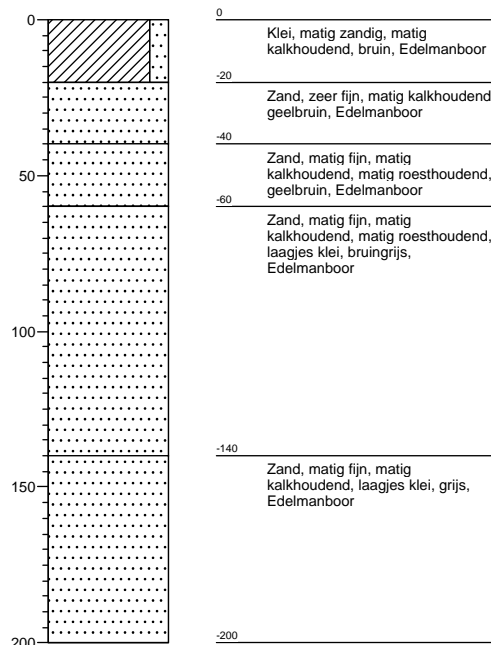 0
50
100
150
200
0
Klei, matig zandig, matig
kalkhoudend, bruin, Edelmanboor
-20
Zand, zeer fijn, matig kalkhoudend
geelbruin, Edelmanboor
-40
Zand, matig fijn, matig
kalkhoudend, matig roesthoudend,
geelbruin, Edelmanboor
-60
Zand, matig fijn, matig
kalkhoudend, matig roesthoudend,
laagjes klei, bruingrijs,
Edelmanboor
-140
Zand, matig fijn, matig
kalkhoudend, laagjes klei, grijs,
Edelmanboor
-200